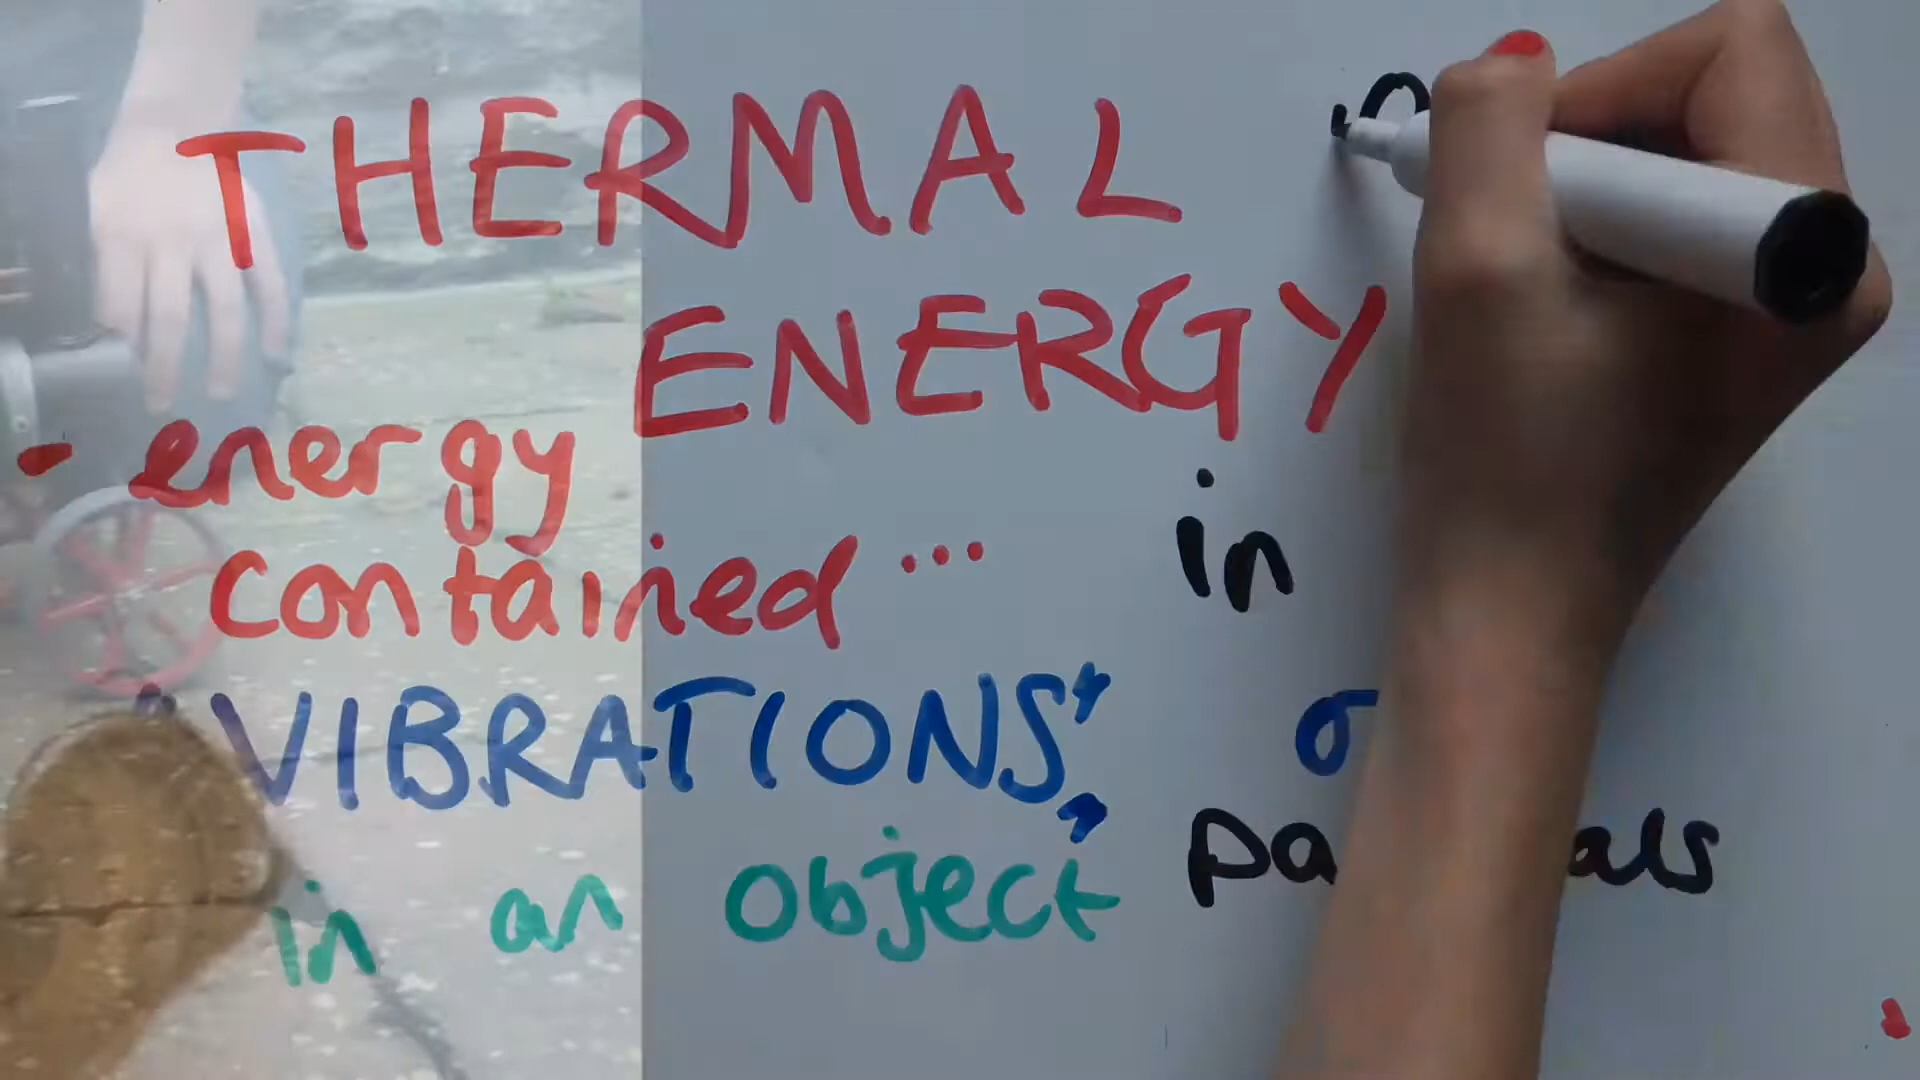 THERMAL
ENERGY
- energy
contained...
"VIBRATIONS",
in an object
in